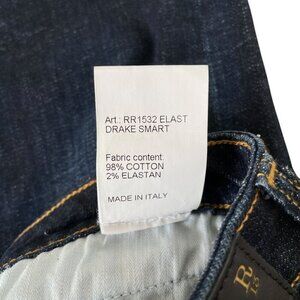 Art.: RR1532 ELAST
DRAKE SMART
Fabric content
98% COTTON
2% ELASTAN
MADE IN ITALY